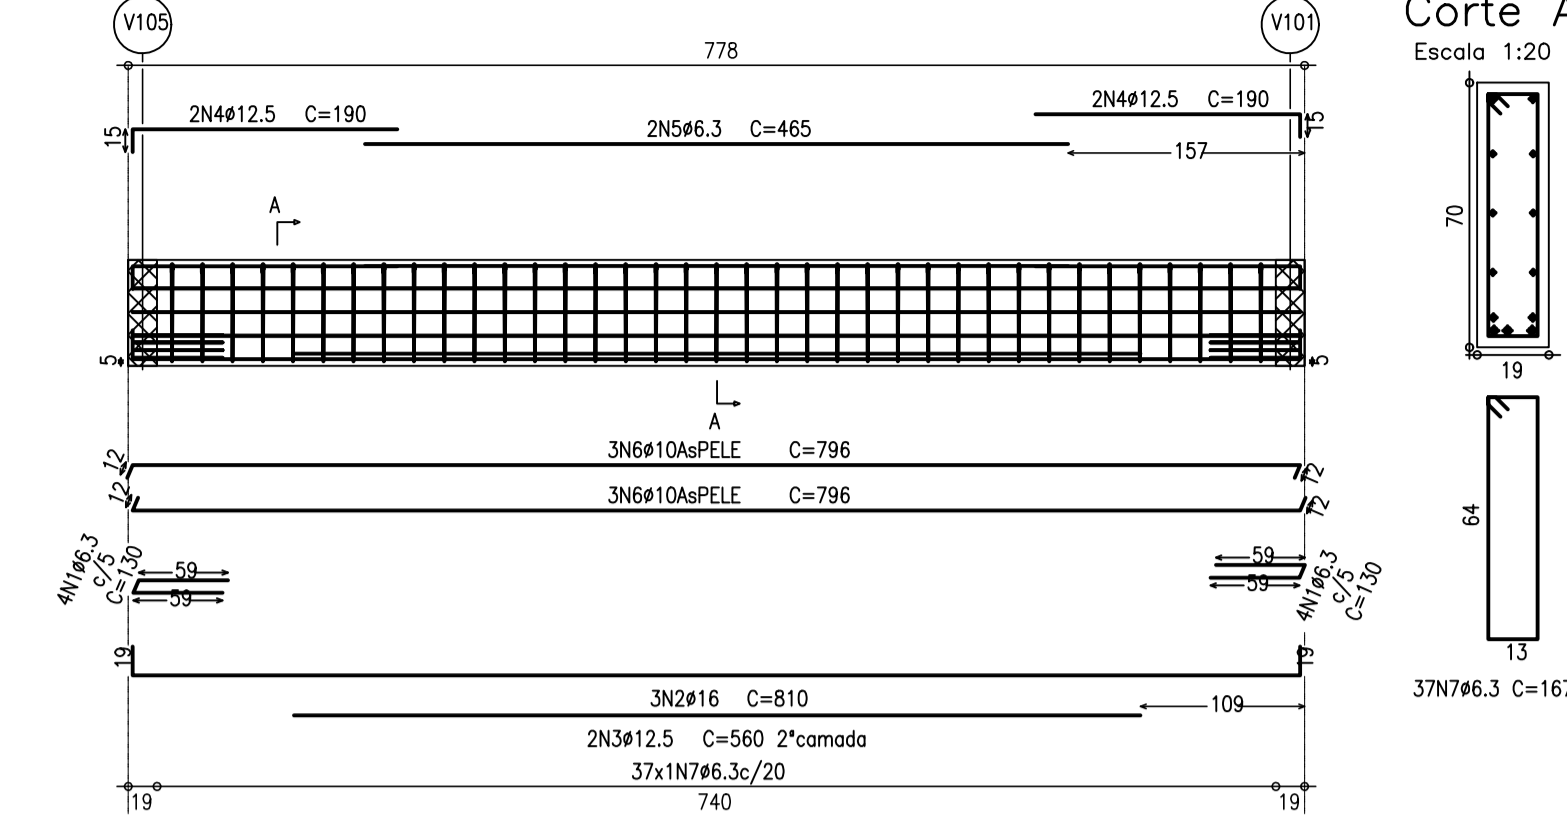 V105
V101
Corte A
Escala 1:20
778
2N4ø12.5 C=190
2N4ø12.5 C=190
15
15
2N5ø6.3 C=465
157
A
70
5
5
19
A
3N6ø10AsPELE C=796
12
12
3N6ø10AsPELE C=796
12
12
64
4N1ø6.3
c/5
C=130
59
59
59
59
4N1ø6.3
c/5
C=130
19
19
13
3N2ø16 C=810
109
37N7ø6.3 C=167
2N3ø12.5 C=560 2ªcamada
37x1N7ø6.3c/20
19
740
19